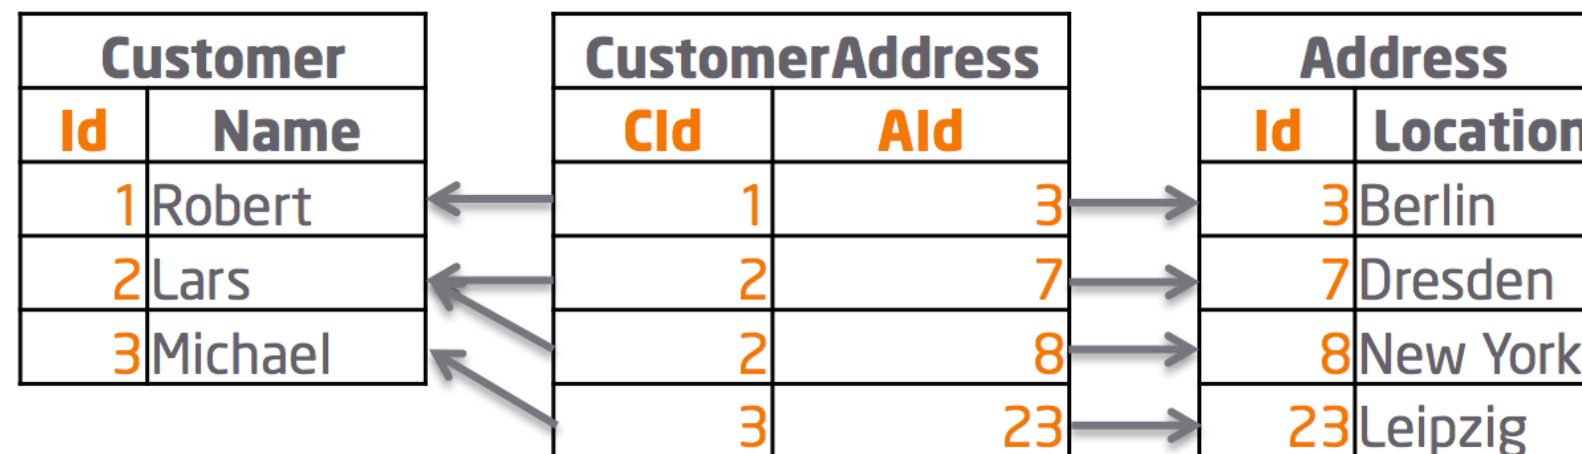 Customer CustomerAddress Address
Id Name CId AId Id Location
1 Robert 1 3 3 Berlin
2 Lars 2 7 7 Dresden
3 Michael 2 8 8 New York
3 23 23 Leipzig